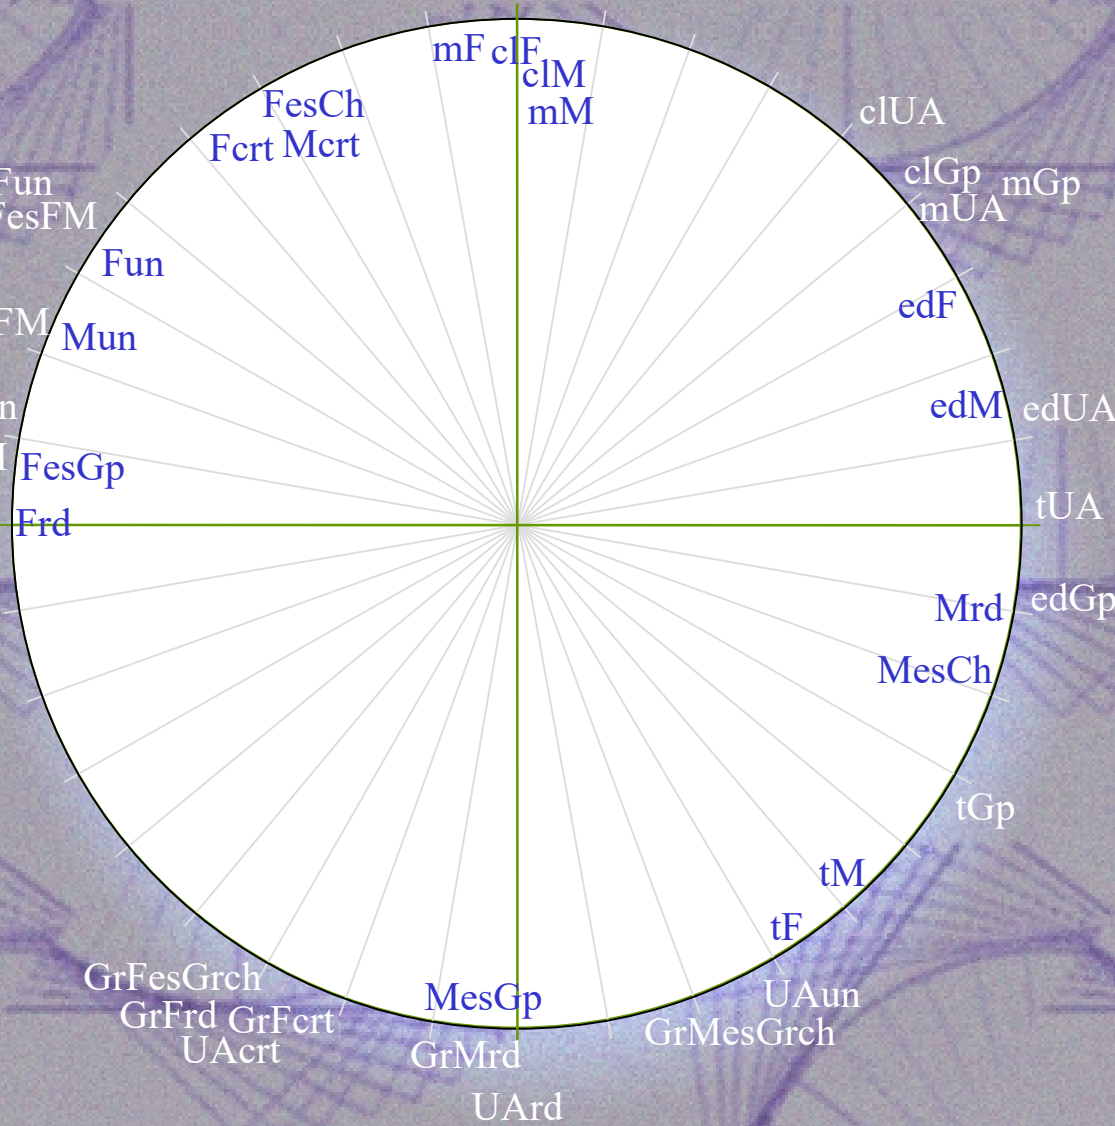 mF clF
clM
FesCh
mM
clUA
Fcrt Mcrt
clGp mGp
Fun
mUA
FesFM
Fun
edF
FM
Mun
edM
edUA
n
FesGp
tUA
Frd
edGp
Mrd
MesCh
tGp
tM
tF
GrFesGrch
MesGp
UAun
GrFrd GrFcrt
GrMesGrch
UAcrt
GrMrd
UArd